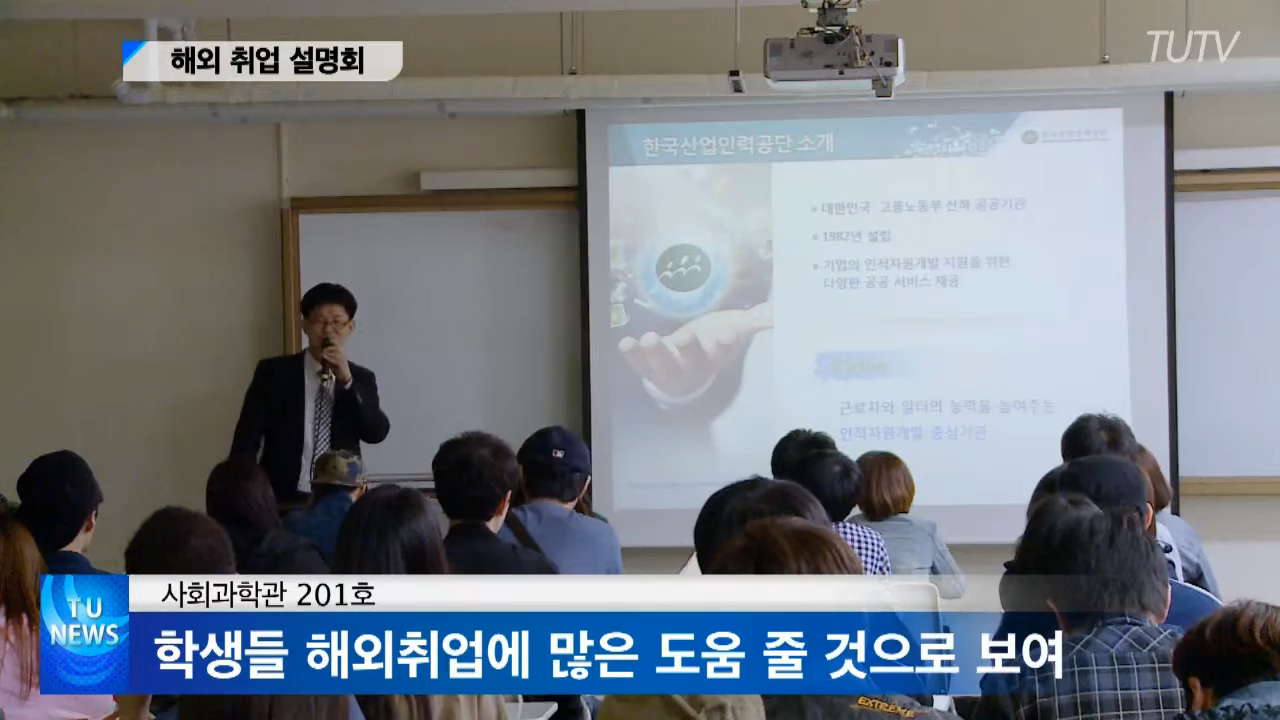 해외 취업 설명회
TUTV
한국산업인력공단 소개
대한민국 고용노동부 산하 공공기관
1982년 설립
기업의 인적자원개발 지원을 위한
다양한 공공 서비스 제공
근로자와 일터의 능력을 높여주는
인적자원개발 중심기관
사회과학관 201호
TU
NEWS
학생들 해외취업에 많은 도움 줄 것으로 보여
EXTREME